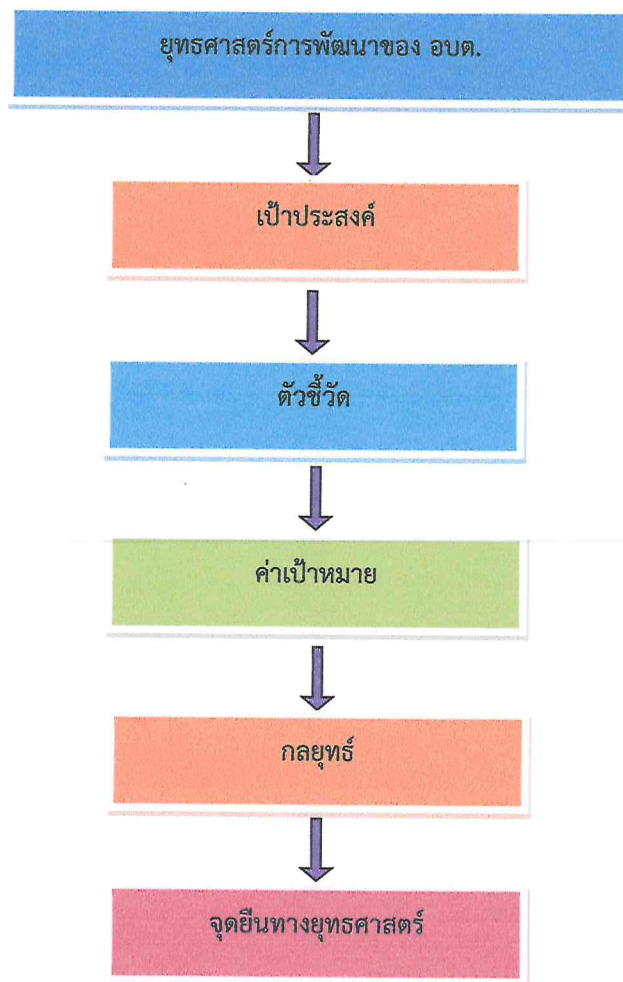 ยุทธศาสตร์การพัฒนาของ อบต.
เป้าประสงค์
ตัวชี้วัด
ค่าเป้าหมาย
กลยุทธ์
จุดยืนทางยุทธศาสตร์